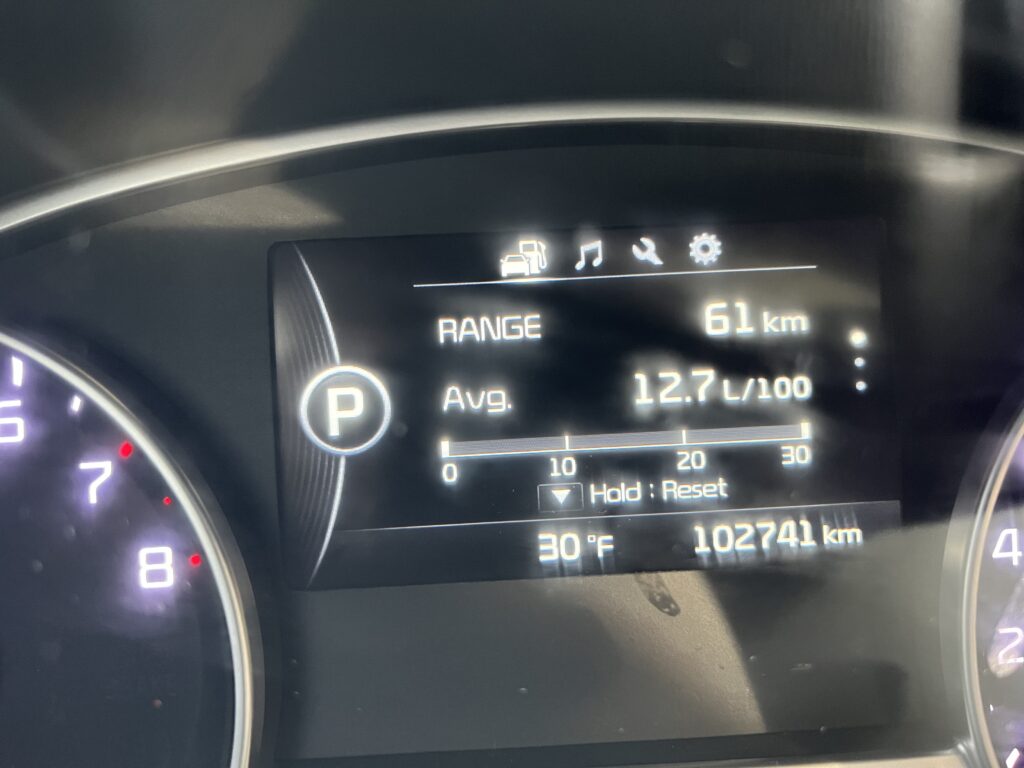 RANGE 61 km
Avg. 12.7 L/100
0 10 20 30
▼ Hold : Reset
30 °F 102741 km
P
6
7
8
4
2